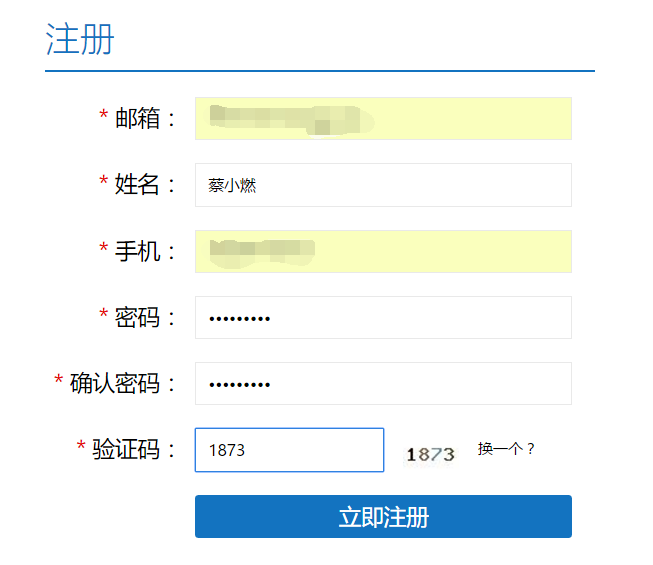 注册
* 邮箱：
* 姓名： 蔡小燃
* 手机：
* 密码： •••••••••
* 确认密码： •••••••••
* 验证码： 1873 1873 换一个？
立即注册